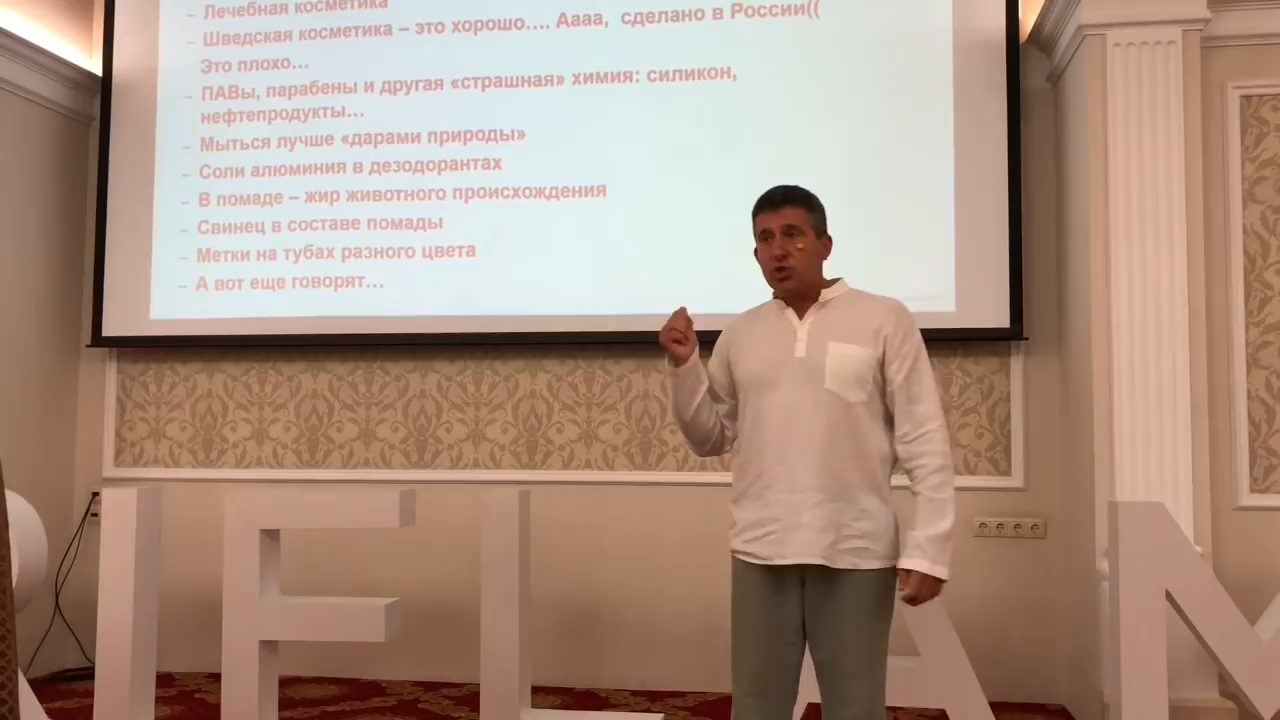 – Лечебная косметика
– Шведская косметика – это хорошо…. Аааа, сделано в России((
Это плохо…
– ПАВы, парабены и другая «страшная» химия: силикон,
нефтепродукты…
– Мыться лучше «дарами природы»
– Соли алюминия в дезодорантах
– В помаде – жир животного происхождения
– Свинец в составе помады
– Метки на тубах разного цвета
– А вот еще говорят…
IFLAM